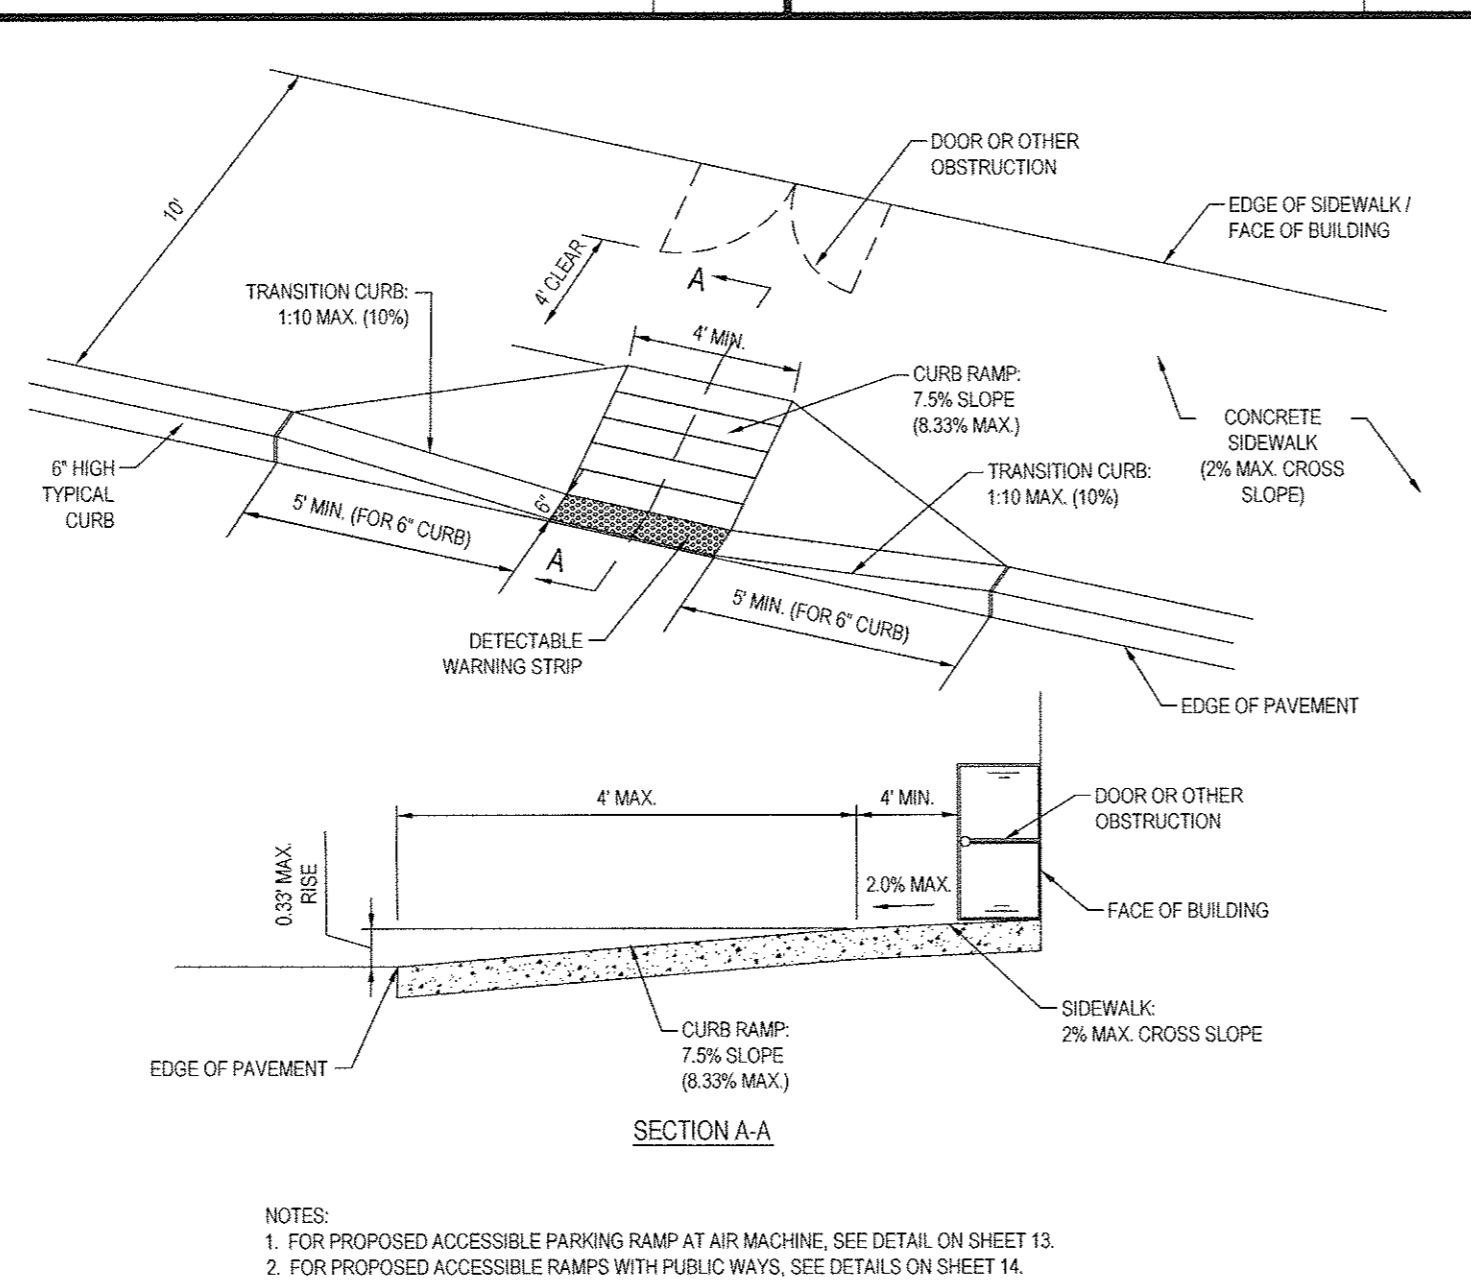 DOOR OR OTHER
OBSTRUCTION
EDGE OF SIDEWALK /
FACE OF BUILDING
10'
4' CLEAR
A
TRANSITION CURB:
1:10 MAX. (10%)
4' MIN.
CURB RAMP:
7.5% SLOPE
(8.33% MAX.)
CONCRETE
SIDEWALK
(2% MAX. CROSS
SLOPE)
6" HIGH
TYPICAL
CURB
TRANSITION CURB:
1:10 MAX. (10%)
5' MIN. (FOR 6" CURB)
6"
A
5' MIN. (FOR 6" CURB)
DETECTABLE
WARNING STRIP
EDGE OF PAVEMENT
4' MAX.
4' MIN.
DOOR OR OTHER
OBSTRUCTION
0.33' MAX.
RISE
2.0% MAX.
FACE OF BUILDING
SIDEWALK:
2% MAX. CROSS SLOPE
CURB RAMP:
7.5% SLOPE
(8.33% MAX.)
EDGE OF PAVEMENT
SECTION A-A
NOTES:
1. FOR PROPOSED ACCESSIBLE PARKING RAMP AT AIR MACHINE, SEE DETAIL ON SHEET 13.
2. FOR PROPOSED ACCESSIBLE RAMPS WITH PUBLIC WAYS, SEE DETAILS ON SHEET 14.